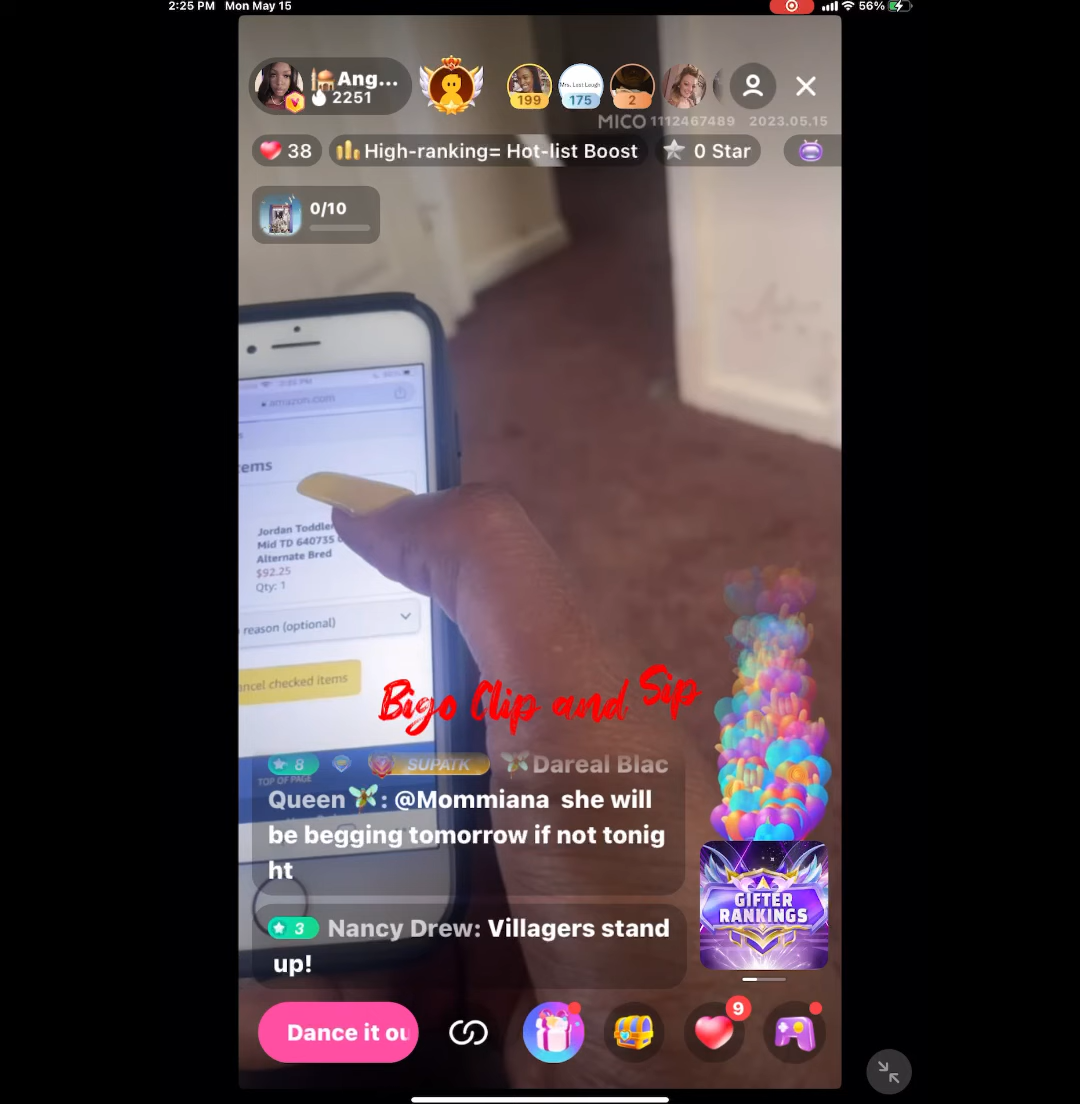 2:25 PM Mon May 15
56%
Ang...
2251
199
Mrs. Last Laugh
175
2
MICO 1112467489 2023.05.15
38
High-ranking= Hot-list Boost
0 Star
0/10
amazon.com
ems
Jordan Toddler
Mid TD 640735
Alternate Bred
$92.25
Qty: 1
reason (optional)
ancel checked items
Bigo Clip and Sip
8
SUPATK
Dareal Blac
TOP OF PAGE
Queen : @Mommiana she will
be begging tomorrow if not tonig
ht
3 Nancy Drew: Villagers stand
up!
GIFTER
RANKINGS
Dance it ou
9